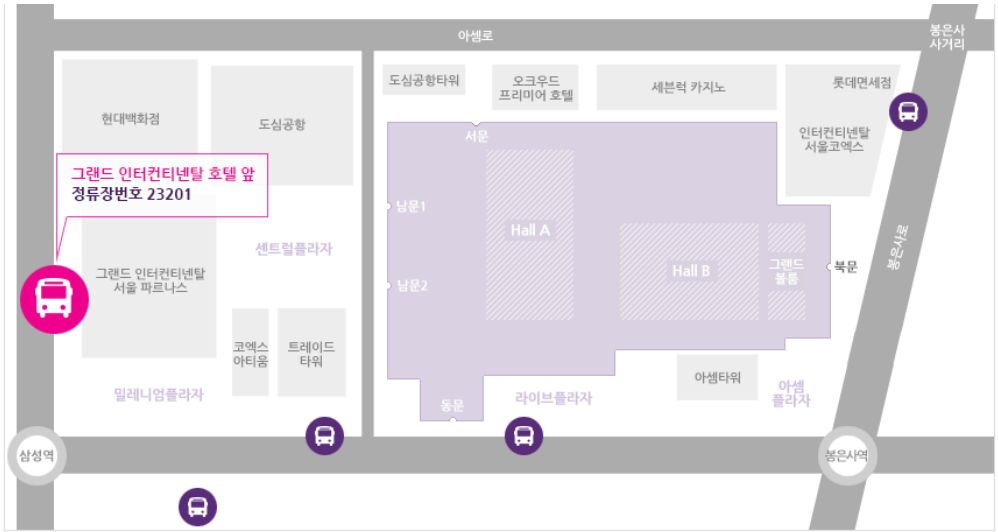 아셈로
봉은사
사거리
현대백화점
도심공항
도심공항타워
오크우드
프리미어 호텔
세븐럭 카지노
롯데면세점
인터컨티넨탈
서울코엑스
서문
그랜드 인터컨티넨탈 호텔 앞
정류장번호 23201
남문1
Hall A
센트럴플라자
봉은사로
그랜드 인터컨티넨탈
서울 파르나스
남문2
Hall B
그랜드
볼룸
북문
코엑스
아티움
트레이드
타워
밀레니엄플라자
동문
라이브플라자
아셈타워
아셈
플라자
삼성역
봉은사역